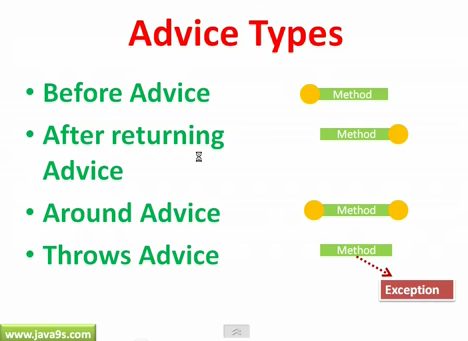 Advice Types
• Before Advice
Method
• After returning
Advice
Method
• Around Advice
Method
• Throws Advice
Method
Exception
www.java9s.com